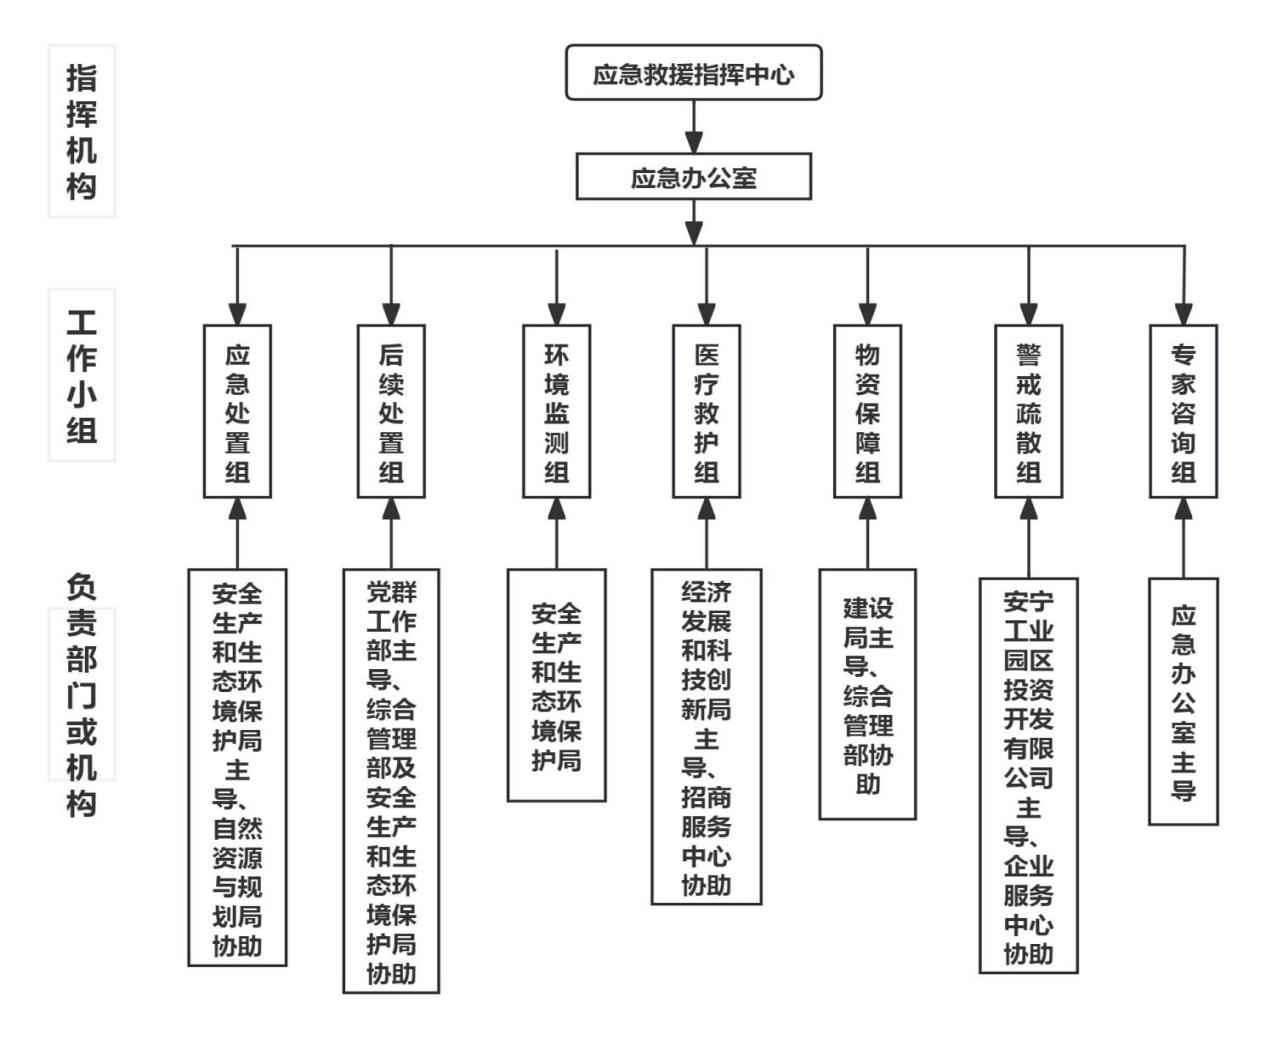 指
挥
机
构
应急救援指挥中心
应急办公室
工
作
小
组
应
急
处
置
组
后
续
处
置
组
环
境
监
测
组
医
疗
救
护
组
物
资
保
障
组
警
戒
疏
散
组
专
家
咨
询
组
负
责
部
门
或
机
构
安全
生产
和生
态环
境保
护局
主
导、
自然
资源
与规
划局
协助
党群
工作
部主
导、
综合
管理
部及
安全
生产
和生
态环
境保
护局
协助
安全
生产
和生
态环
境保
护局
经济
发展
和科
技创
新局
主
导、
招商
服务
中心
协助
建设
局主
导、
综合
管理
部协
助
安宁
工业
园区
投资
开发
有限
公司
主
导、
企业
服务
中心
协助
应
急
办
公
室
主
导